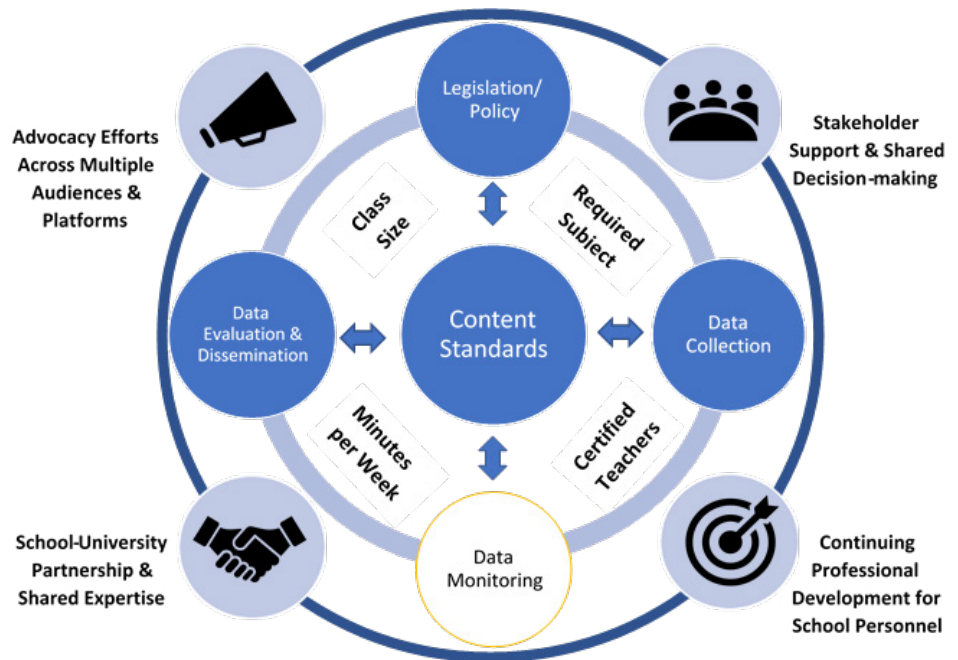 Legislation/
Policy
Advocacy Efforts
Across Multiple
Audiences &
Platforms
Stakeholder
Support & Shared
Decision-making
Class
Size
Required
Subject
Data
Evaluation &
Dissemination
Content
Standards
Data
Collection
Minutes
per Week
Certified
Teachers
Data
Monitoring
School-University
Partnership &
Shared Expertise
Continuing
Professional
Development for
School Personnel